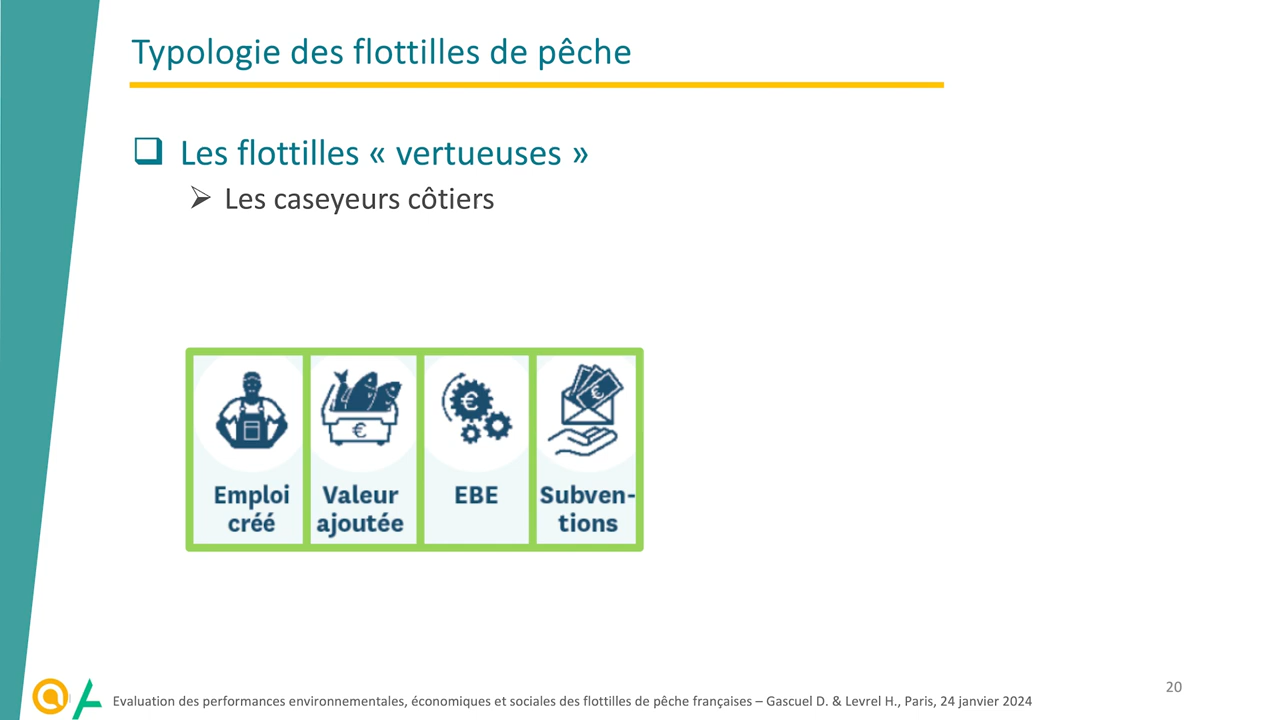 Typologie des flottilles de pêche
Les flottilles « vertueuses »
Les caseyeurs côtiers
Emploi créé
Valeur ajoutée
EBE
Subven-
tions
Evaluation des performances environnementales, économiques et sociales des flottilles de pêche françaises – Gascuel D. & Levrel H., Paris, 24 janvier 2024
20